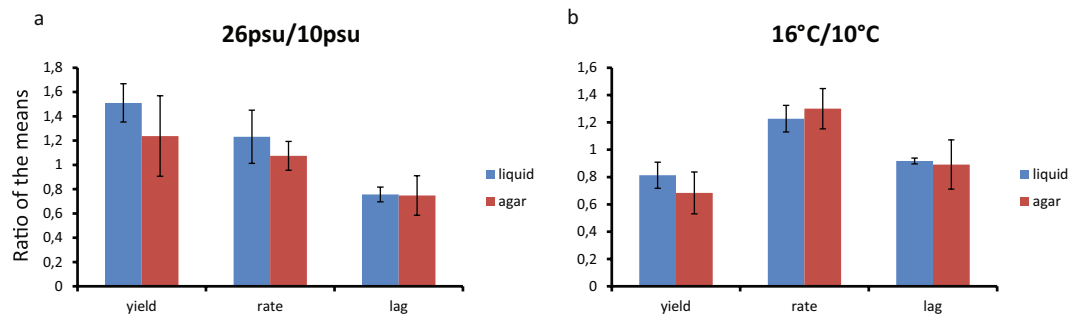 a
26psu/10psu
Ratio of the means
1,8
1,6
1,4
1,2
1
0,8
0,6
0,4
0,2
0
yield rate lag
liquid
agar
b
16°C/10°C
1,6
1,4
1,2
1
0,8
0,6
0,4
0,2
0
yield rate lag
liquid
agar